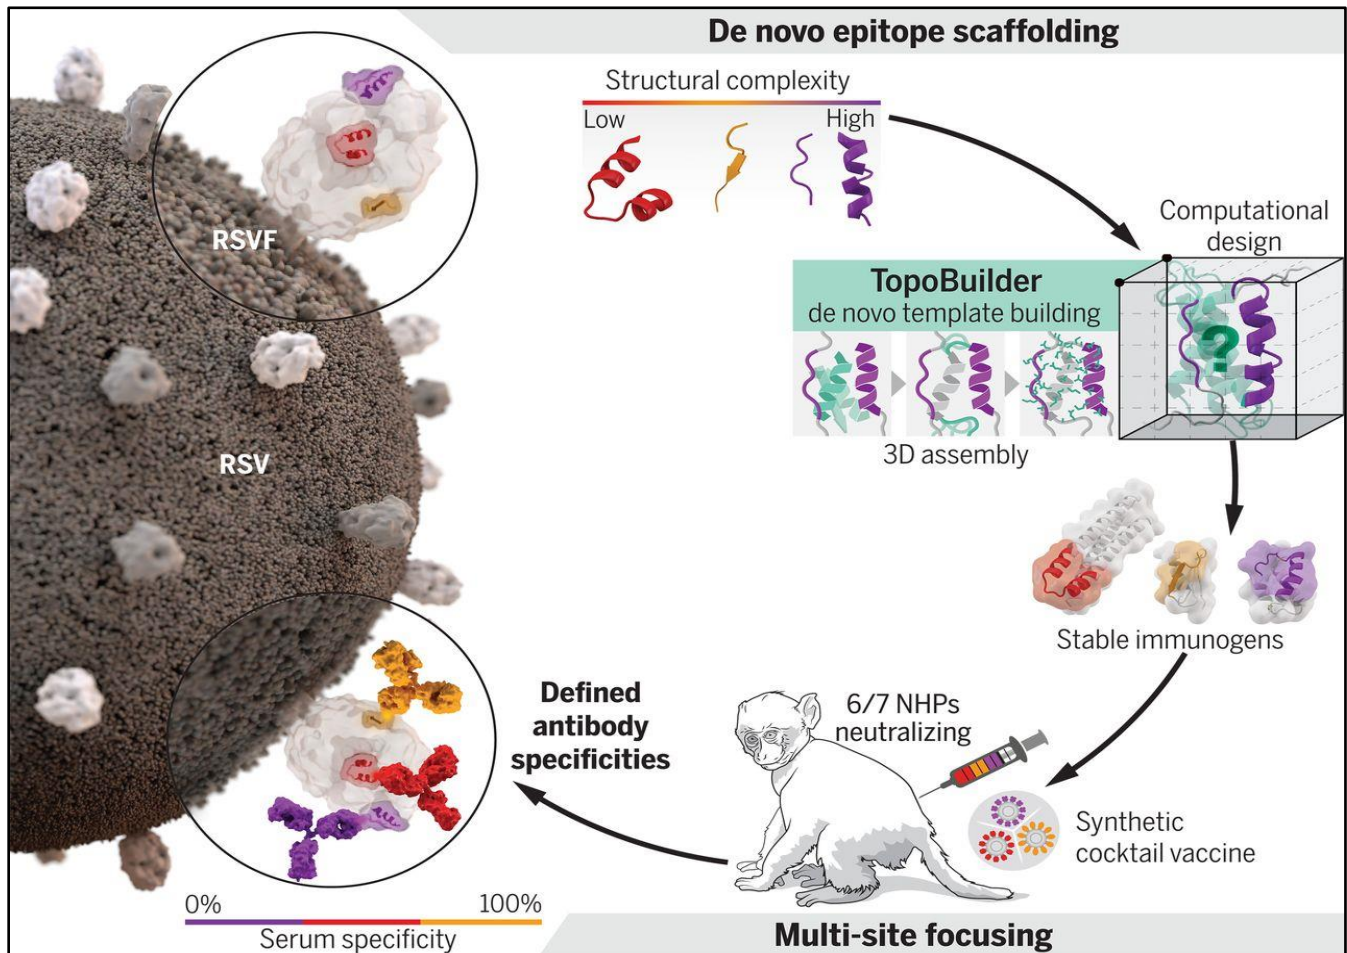 De novo epitope scaffolding
Structural complexity
Low
High
RSVF
Computational
design
TopoBuilder
de novo template building
?
3D assembly
RSV
Stable immunogens
Defined
antibody
specificities
6/7 NHPs
neutralizing
Synthetic
cocktail vaccine
0%
100%
Serum specificity
Multi-site focusing